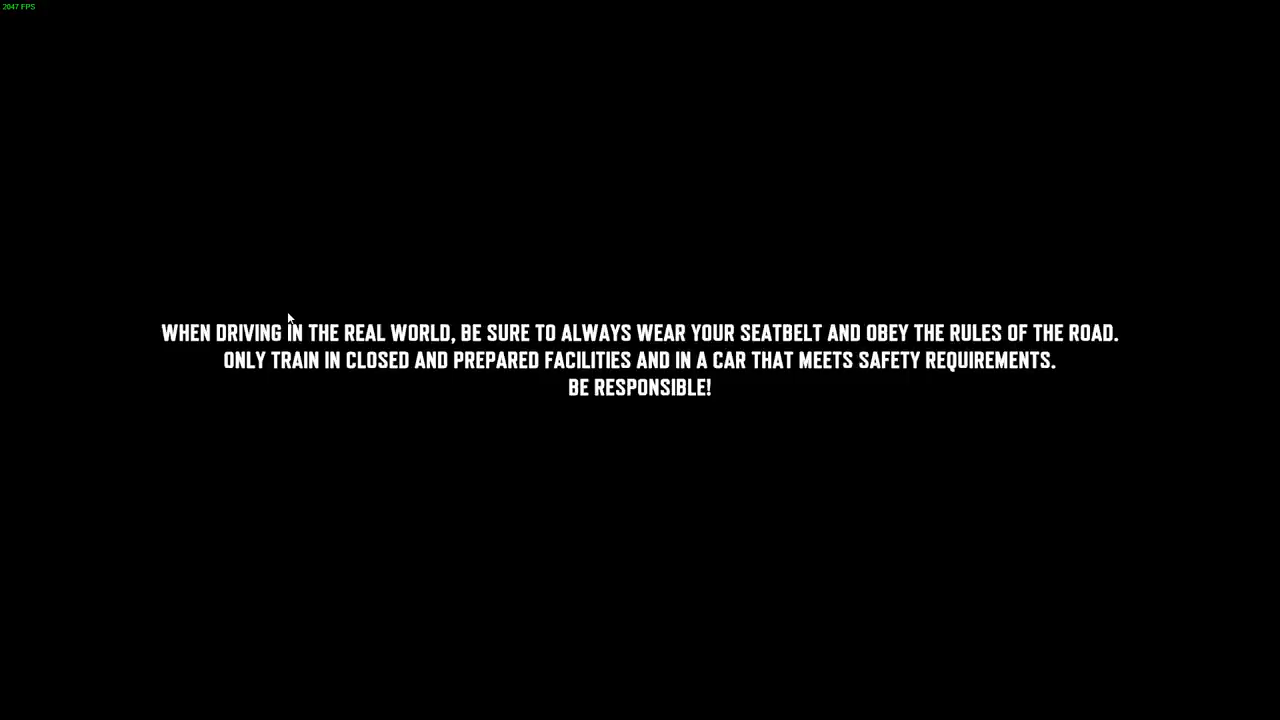 2047 FPS
WHEN DRIVING IN THE REAL WORLD, BE SURE TO ALWAYS WEAR YOUR SEATBELT AND OBEY THE RULES OF THE ROAD.
ONLY TRAIN IN CLOSED AND PREPARED FACILITIES AND IN A CAR THAT MEETS SAFETY REQUIREMENTS.
BE RESPONSIBLE!